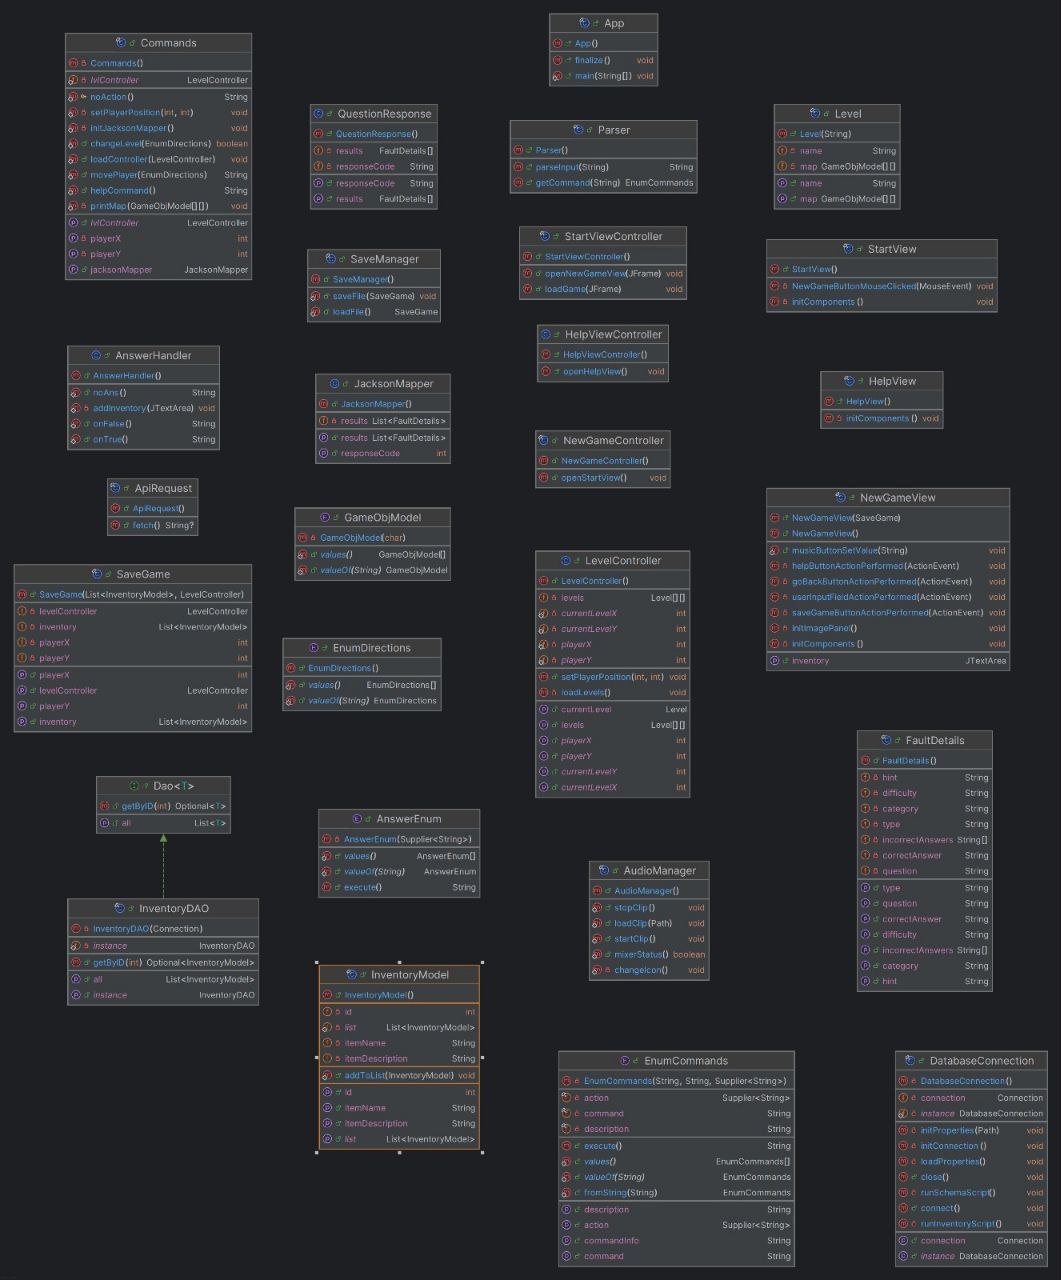 Commands
Commands()
lvlController LevelController
noAction() String
setPlayerPosition(int, int) void
initJacksonMapper() void
changeLevel(EnumDirections) boolean
loadController(LevelController) void
movePlayer(EnumDirections) String
helpCommand() String
printMap(GameObjModel[][]) void
lvlController LevelController
playerX int
playerY int
jacksonMapper JacksonMapper
QuestionResponse
QuestionResponse()
results FaultDetails[]
responseCode String
responseCode String
results FaultDetails[]
App
App()
finalize() void
main(String[]) void
Parser
Parser()
parseInput(String) String
getCommand(String) EnumCommands
Level
Level(String)
name String
map GameObjModel[][]
name String
map GameObjModel[][]
SaveManager
SaveManager()
saveFile(SaveGame) void
loadFile() SaveGame
StartViewController
StartViewController()
openNewGameView(JFrame) void
loadGame(JFrame) void
StartView
StartView()
NewGameButtonMouseClicked(MouseEvent) void
initComponents() void
HelpViewController
HelpViewController()
openHelpView() void
AnswerHandler
AnswerHandler()
noAns() String
addInventory(JTextArea) void
onFalse() String
onTrue() String
JacksonMapper
JacksonMapper()
results List<FaultDetails>
results List<FaultDetails>
responseCode int
HelpView
HelpView()
initComponents() void
NewGameController
NewGameController()
openStartView() void
ApiRequest
ApiRequest()
fetch() String?
GameObjModel
GameObjModel(char)
values() GameObjModel[]
valueOf(String) GameObjModel
NewGameView
NewGameView(SaveGame)
NewGameView()
musicButtonSetValue(String) void
helpButtonActionPerformed(ActionEvent) void
goBackButtonActionPerformed(ActionEvent) void
userInputFieldActionPerformed(ActionEvent) void
saveGameButtonActionPerformed(ActionEvent) void
initImagePanel() void
initComponents() void
inventory JTextArea
SaveGame
SaveGame(List<InventoryModel>, LevelController)
levelController LevelController
inventory List<InventoryModel>
playerX int
playerY int
playerX int
levelController LevelController
playerY int
inventory List<InventoryModel>
LevelController
LevelController()
levels Level[][]
currentLevelX int
currentLevelY int
playerX int
playerY int
setPlayerPosition(int, int) void
loadLevels() void
currentLevel Level
levels Level[][]
playerX int
playerY int
currentLevelY int
currentLevelX int
EnumDirections
EnumDirections()
values() EnumDirections[]
valueOf(String) EnumDirections
FaultDetails
FaultDetails()
hint String
difficulty String
category String
type String
incorrectAnswers String[]
correctAnswer String
question String
type String
question String
correctAnswer String
difficulty String
incorrectAnswers String[]
category String
hint String
Dao<T>
getByID(int) Optional<T>
all List<T>
AnswerEnum
AnswerEnum(Supplier<String>)
values() AnswerEnum[]
valueOf(String) AnswerEnum
execute() String
AudioManager
AudioManager()
stopClip() void
loadClip(Path) void
startClip() void
mixerStatus() boolean
changeIcon() void
InventoryDAO
InventoryDAO(Connection)
instance InventoryDAO
getByID(int) Optional<InventoryModel>
all List<InventoryModel>
instance InventoryDAO
InventoryModel
InventoryModel()
id int
list List<InventoryModel>
itemName String
itemDescription String
addToList(InventoryModel) void
id int
itemName String
itemDescription String
list List<InventoryModel>
EnumCommands
EnumCommands(String, String, Supplier<String>)
action Supplier<String>
command String
description String
execute() String
values() EnumCommands[]
valueOf(String) EnumCommands
fromString(String) EnumCommands
description String
action Supplier<String>
commandInfo String
command String
DatabaseConnection
DatabaseConnection()
connection Connection
instance DatabaseConnection
initProperties(Path) void
initConnection() void
loadProperties() void
close() void
runSchemaScript() void
connect() void
runInventoryScript() void
connection Connection
instance DatabaseConnection